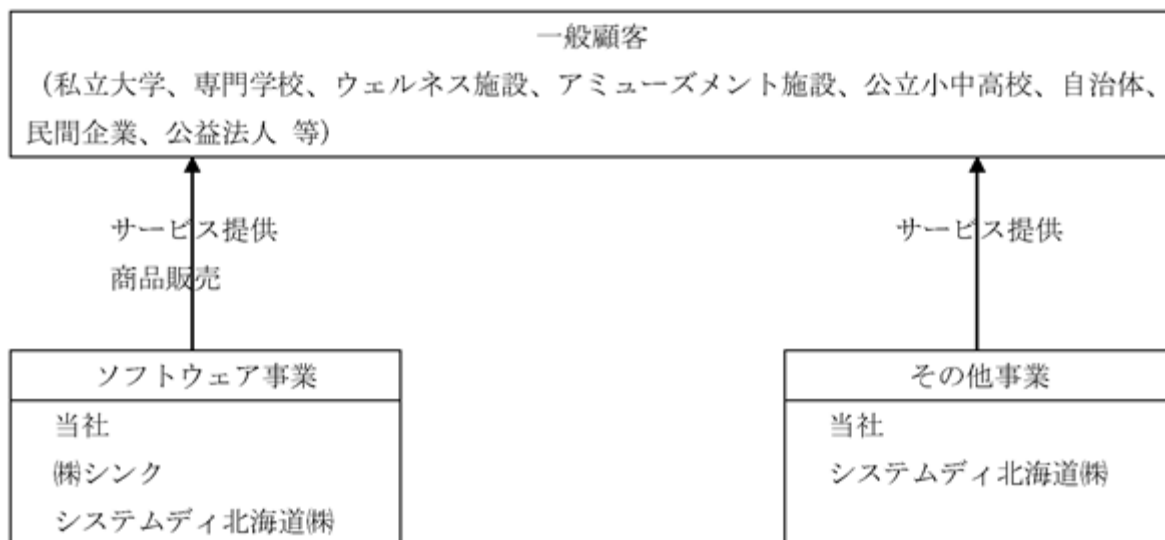 一般顧客
(私立大学、専門学校、ウェルネス施設、アミューズメント施設、公立小中高校、自治体、
民間企業、公益法人 等)
サービス提供
商品販売
サービス提供
ソフトウェア事業
当社
㈱シンク
システムディ北海道㈱
その他事業
当社
システムディ北海道㈱